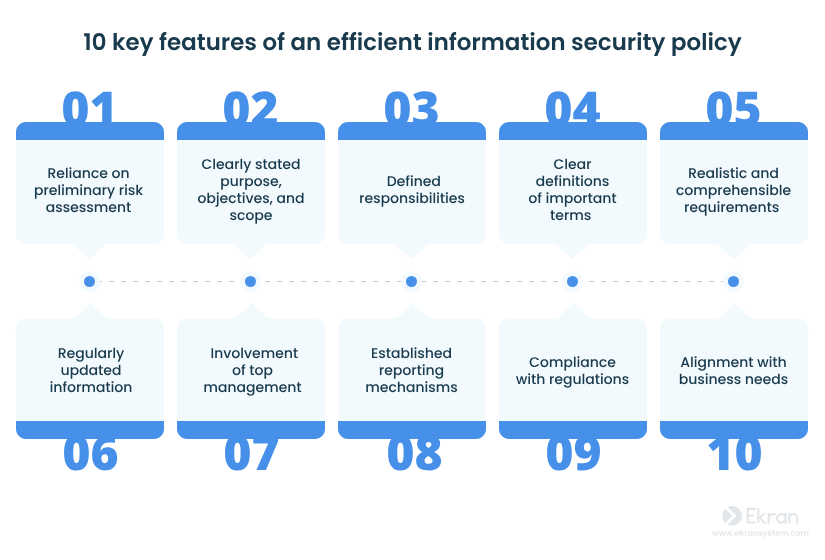 10 key features of an efficient information security policy
01
Reliance on
preliminary risk
assessment
02
Clearly stated
purpose,
objectives, and
scope
03
Defined
responsibilities
04
Clear
definitions
of important
terms
05
Realistic and
comprehensible
requirements
Regularly
updated
information
06
Involvement
of top
management
07
Established
reporting
mechanisms
08
Compliance
with regulations
09
Alignment with
business needs
10
Ekran
www.ekransystem.com